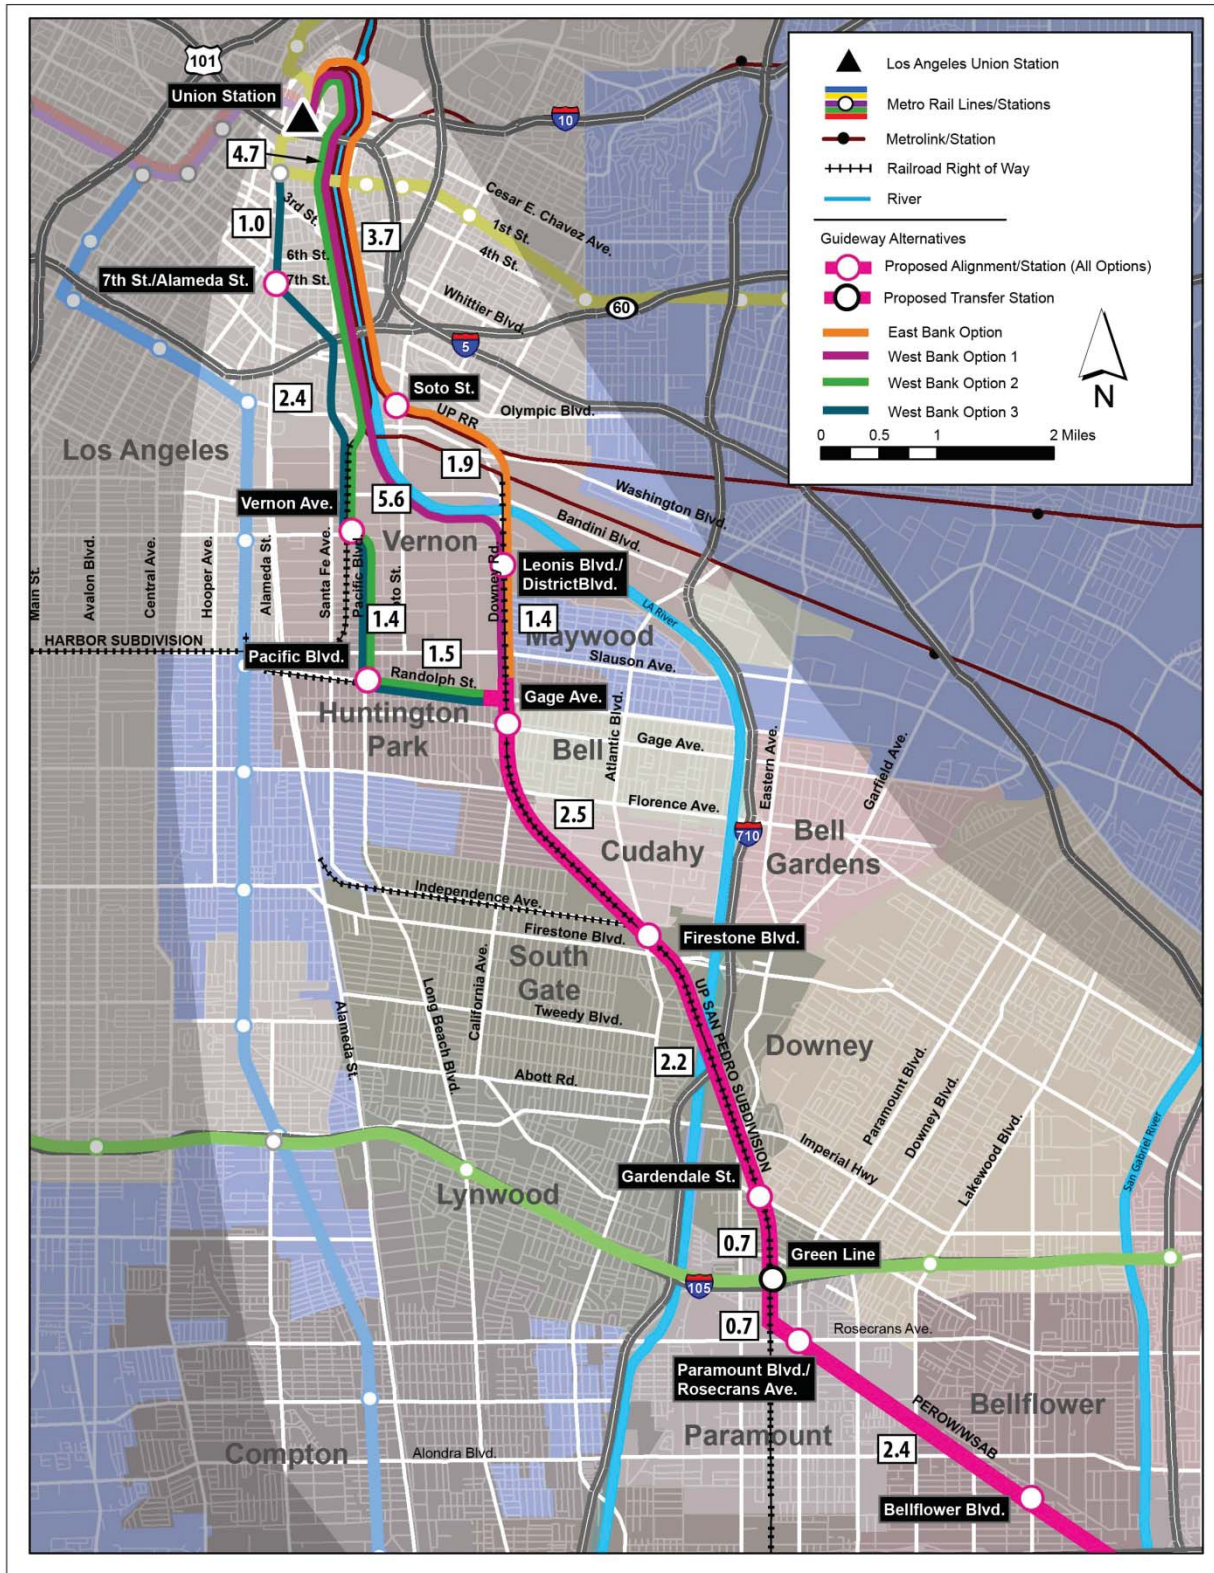 101
Union Station
10
4.7
3rd St.
1.0
Cesar E. Chavez Ave.
1st St.
4th St.
3.7
6th St.
7th St./Alameda St.
7th St.
Whittier Blvd.
60
5
Soto St.
2.4
UP RR
Olympic Blvd.
Los Angeles
1.9
Washington Blvd.
Vernon Ave.
5.6
Bandini Blvd.
Vernon
Main St.
Avalon Blvd.
Central Ave.
Hooper Ave.
Alameda St.
Santa Fe Ave.
Pacific Blvd.
oto St.
Downey Rd.
Leonis Blvd./
DistrictBlvd.
LA River
1.4
1.4
Maywood
HARBOR SUBDIVISION
Pacific Blvd.
1.5
Slauson Ave.
Randolph St.
Gage Ave.
Huntington
Park
Bell
Atlantic Blvd.
Gage Ave.
Eastern Ave.
Garfield Ave.
2.5
Florence Ave.
710
Bell
Gardens
Cudahy
Independence Ave.
Firestone Blvd.
Firestone Blvd.
South
Gate
California Ave.
Long Beach Blvd.
Alameda St.
Tweedy Blvd.
UP SAN PEDRO SUBDIVISION
Downey
2.2
Abott Rd.
Paramount Blvd.
Downey Blvd.
Lakewood Blvd.
Imperial Hwy
San Gabriel River
Gardendale St.
Lynwood
0.7
Green Line
105
0.7
Rosecrans Ave.
Paramount Blvd./
Rosecrans Ave.
Bellflower
Paramount
PEROW/WSAB
Compton
Alondra Blvd.
2.4
Bellflower Blvd.
Los Angeles Union Station
Metro Rail Lines/Stations
Metrolink/Station
Railroad Right of Way
River
Guideway Alternatives
Proposed Alignment/Station (All Options)
Proposed Transfer Station
East Bank Option
West Bank Option 1
West Bank Option 2
West Bank Option 3
N
0 0.5 1 2 Miles